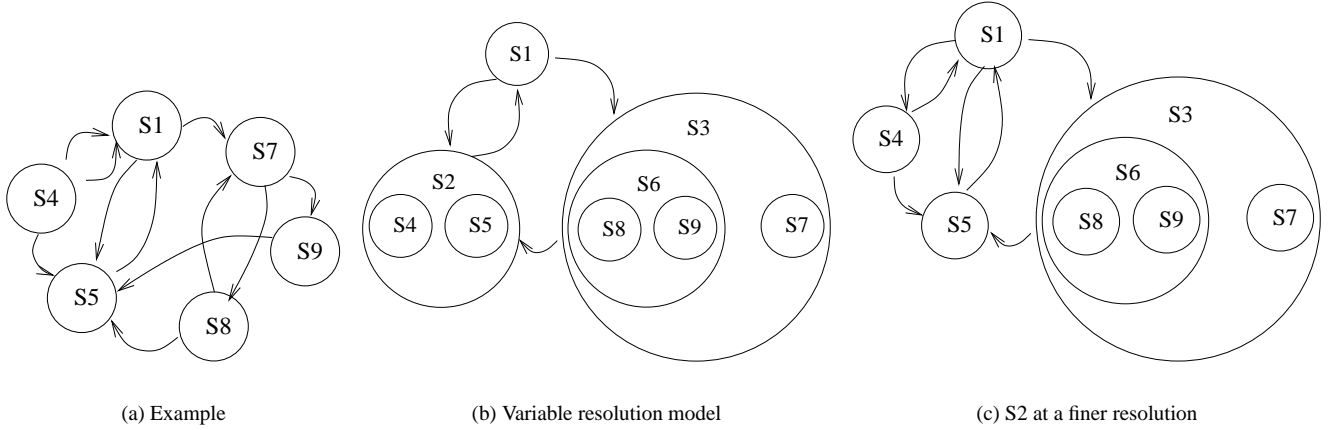 S1
S7
S4
S9
S5
S8
(a) Example
S1
S3
S2
S6
S4
S5
S8
S9
S7
(b) Variable resolution model
S1
S4
S3
S6
S5
S8
S9
S7
(c) S2 at a finer resolution